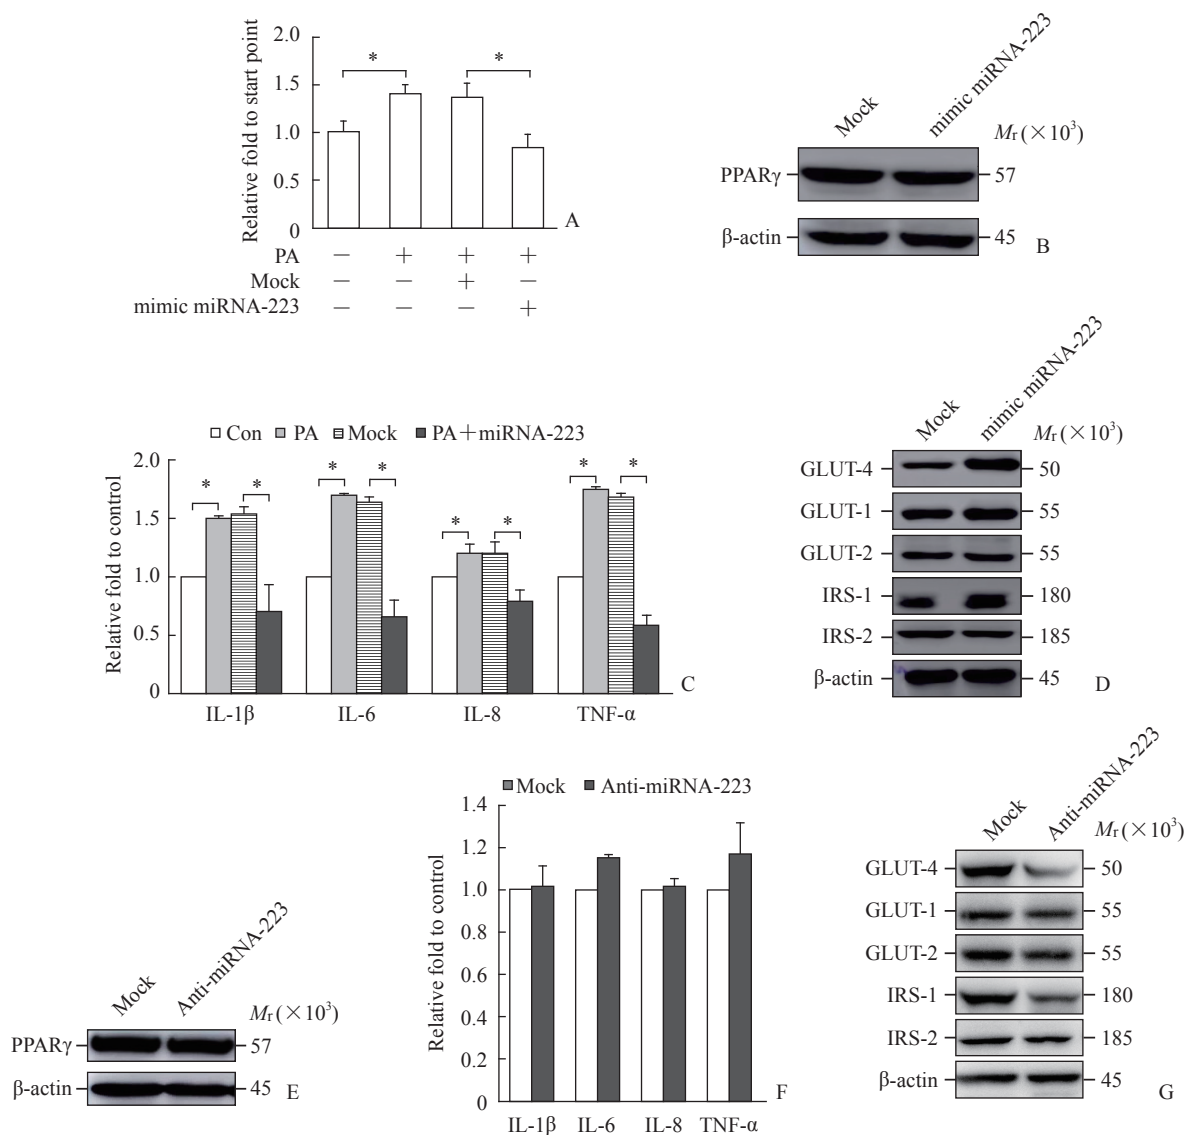 2.0
1.5
1.0
0.5
0
Relative fold to start point
*
*
A
PA － ＋ ＋ ＋
Mock － － ＋ －
mimic miRNA-223 － － － ＋
Mock
mimic miRNA-223
Mr (×10³)
PPARγ 57
β-actin 45
B
Con PA Mock PA＋miRNA-223
2.0
1.5
1.0
0.5
0
Relative fold to control
* *
* *
* *
* *
IL-1β IL-6 IL-8 TNF-α
C
Mock
mimic miRNA-223
Mr (×10³)
GLUT-4 50
GLUT-1 55
GLUT-2 55
IRS-1 180
IRS-2 185
β-actin 45
D
Mock
Anti-miRNA-223
Mr (×10³)
PPARγ 57
β-actin 45
E
Mock Anti-miRNA-223
1.4
1.2
1.0
0.8
0.6
0.4
0.2
0
Relative fold to control
IL-1β IL-6 IL-8 TNF-α
F
Mock
Anti-miRNA-223
Mr (×10³)
GLUT-4 50
GLUT-1 55
GLUT-2 55
IRS-1 180
IRS-2 185
β-actin 45
G